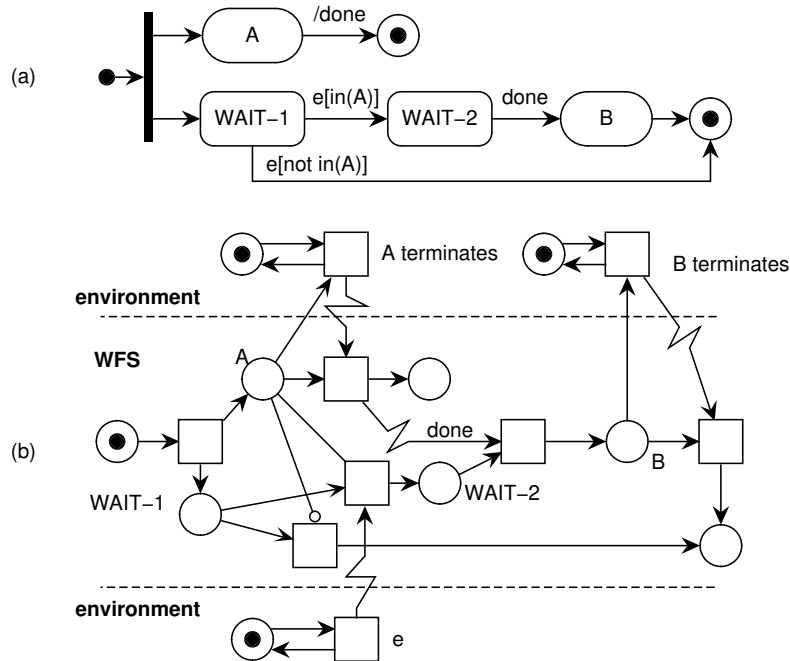 (a)
A
/done
WAIT−1
e[in(A)]
WAIT−2
done
B
e[not in(A)]
A terminates
B terminates
environment
WFS
A
(b)
done
B
WAIT−1
WAIT−2
environment
e